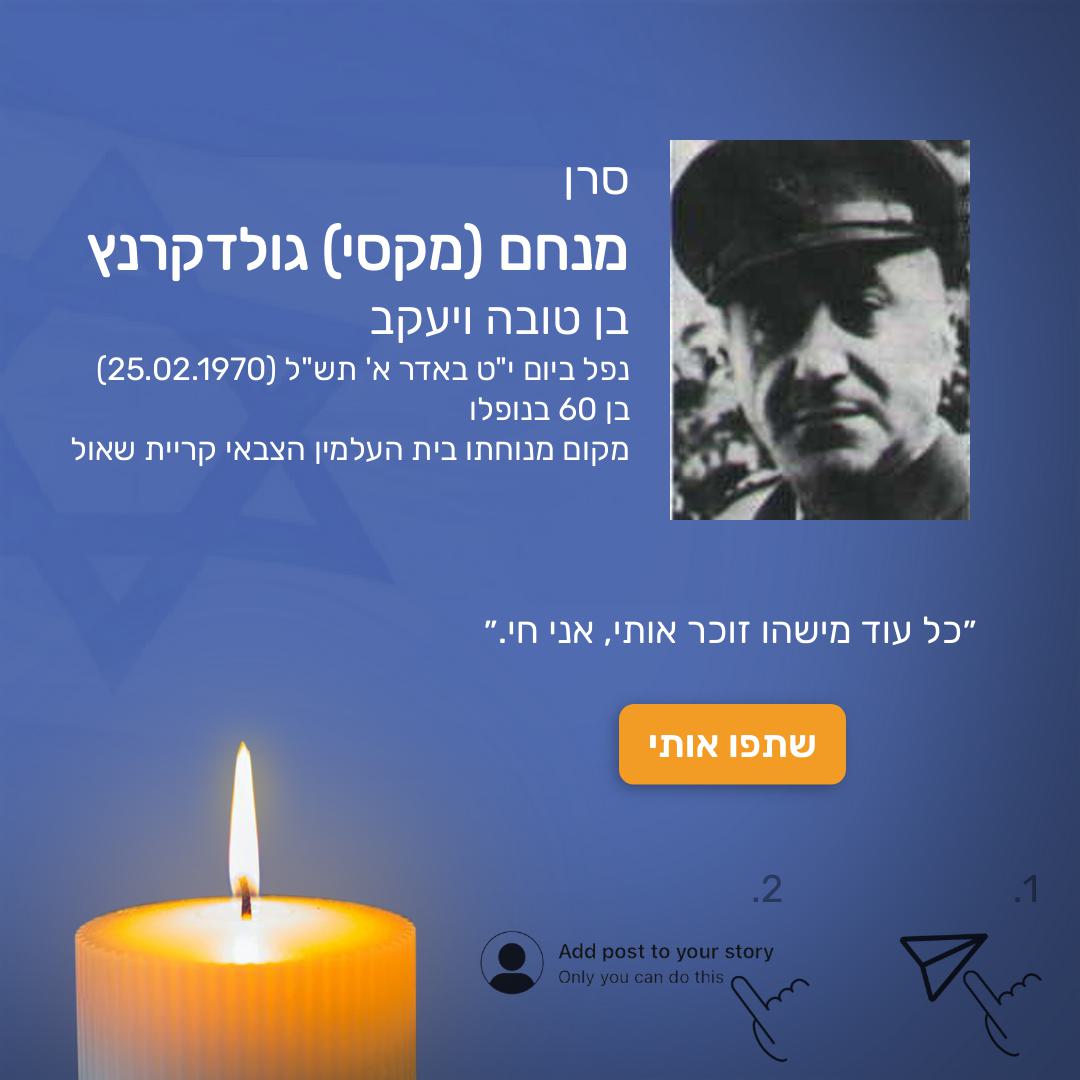 סרן
מנחם (מקסי) גולדקרנץ
בן טובה ויעקב
נפל ביום י"ט באדר א' תש"ל (25.02.1970)
בן 60 בנופלו
מקום מנוחתו בית העלמין הצבאי קריית שאול
״כל עוד מישהו זוכר אותי, אני חי.״
שתפו אותי
1.
2.
Add post to your story
Only you can do this